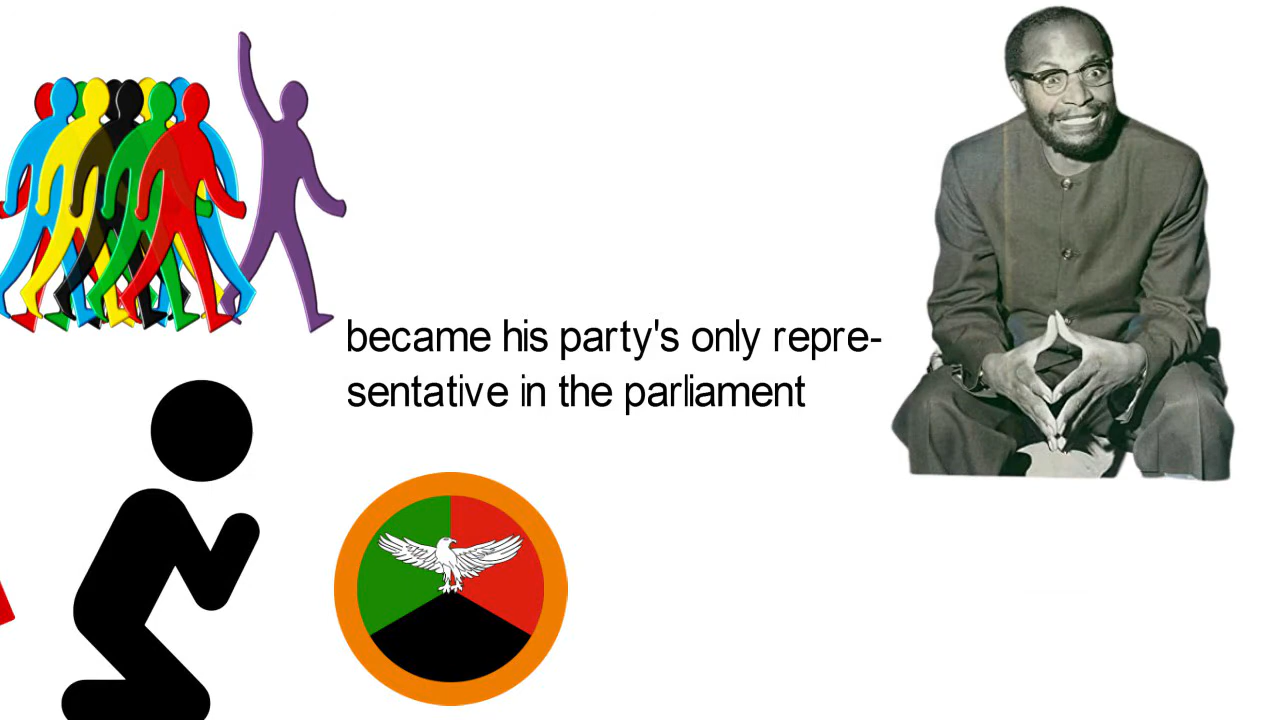 became his party's only repre-
sentative in the parliament